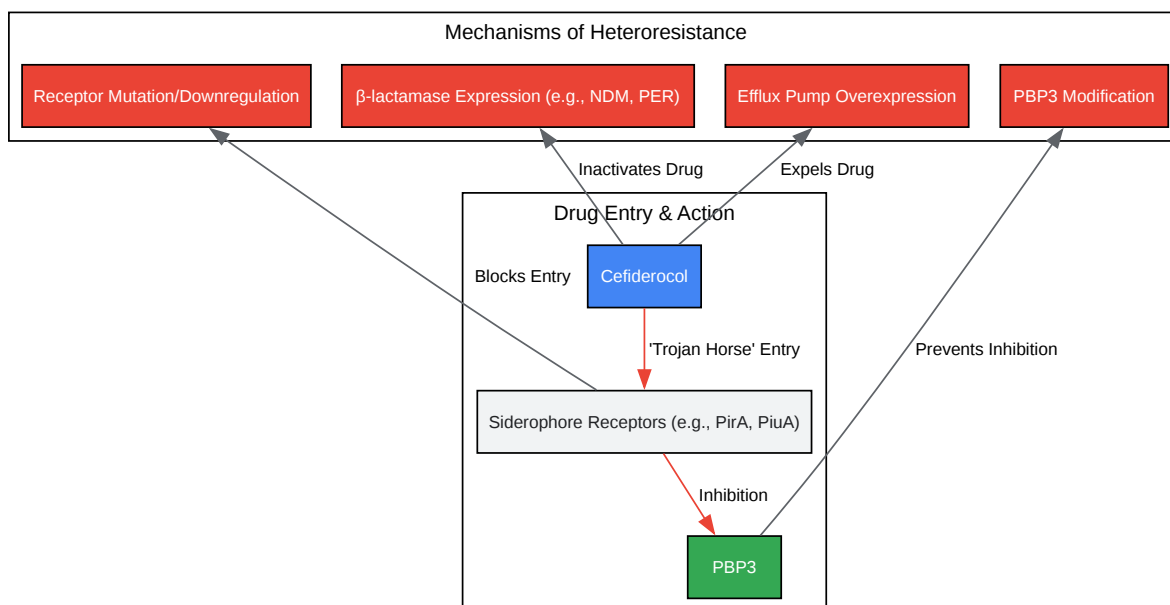 Mechanisms of Heteroresistance
Receptor Mutation/Downregulation
β-lactamase Expression (e.g., NDM, PER)
Efflux Pump Overexpression
PBP3 Modification
Inactivates Drug
Expels Drug
Drug Entry & Action
Blocks Entry
Cefiderocol
'Trojan Horse' Entry
Prevents Inhibition
Siderophore Receptors (e.g., PirA, PiuA)
Inhibition
PBP3